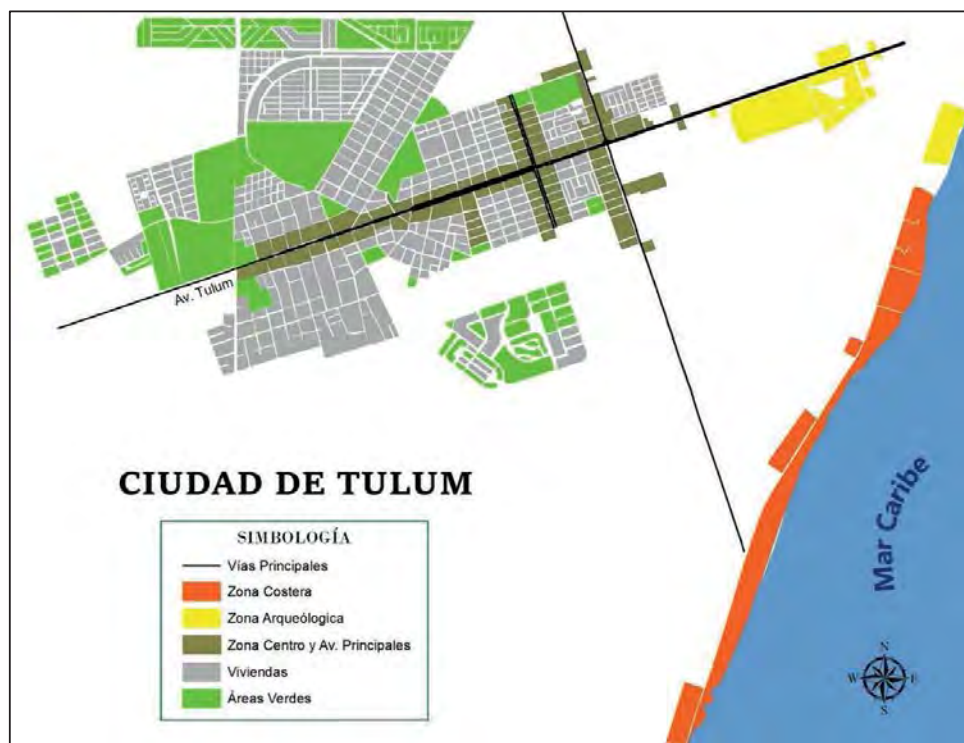 Av. Tulum
CIUDAD DE TULUM
SIMBOLOGÍA
Vías Principales
Zona Costera
Zona Arqueólogica
Zona Centro y Av. Principales
Viviendas
Áreas Verdes
Mar Caribe
N
W E
S